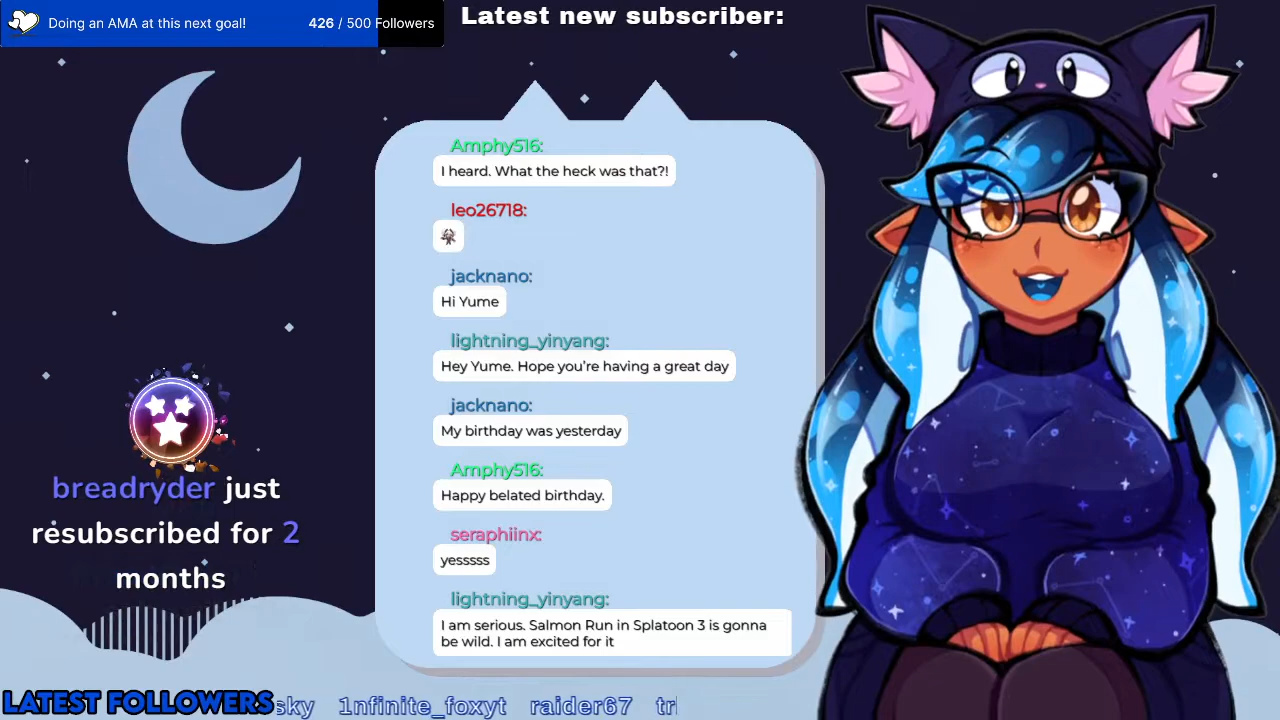 Doing an AMA at this next goal! 426 / 500 Followers
Latest new subscriber:
Amphy516:
I heard. What the heck was that?!
leo26718:
jacknano:
Hi Yume
lightning_yinyang:
Hey Yume. Hope you're having a great day
jacknano:
My birthday was yesterday
Amphy516:
Happy belated birthday.
seraphiinx:
yesssss
lightning_yinyang:
I am serious. Salmon Run in Splatoon 3 is gonna
be wild. I am excited for it
breadryder just
resubscribed for 2
months
LATEST FOLLOWERS sky 1nfinite_foxyt raider67 tri